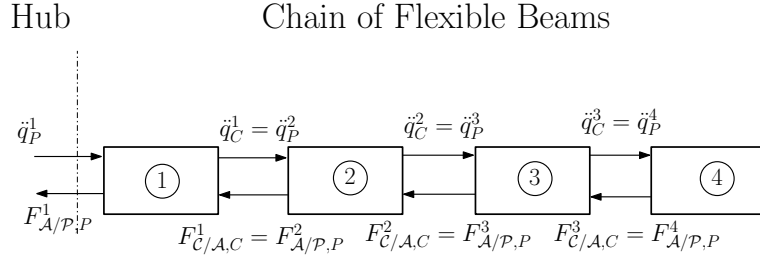 Hub Chain of Flexible Beams
q̈¹_P q̈¹_C = q̈²_P q̈²_C = q̈³_P q̈³_C = q̈⁴_P
1 2 3 4
F¹_{𝒜/𝒫,P} F¹_{𝒞/𝒜,C} = F²_{𝒜/𝒫,P} F²_{𝒞/𝒜,C} = F³_{𝒜/𝒫,P} F³_{𝒞/𝒜,C} = F⁴_{𝒜/𝒫,P}